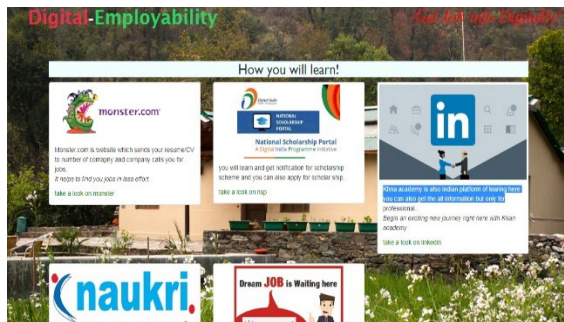 Digital-Employability
Get Job info Digitally!
How you will learn!
monster.com
Monster.com is website which sends your resume/CV
to number of company and company calls you for
jobs.
It helps to find you jobs in less effort.
take a look on monster
Digital India
NATIONAL
SCHOLARSHIP
PORTAL
National Scholarship Portal
A Digital India Programme Initiative
you will learn and get notification for scholarship
scheme and you can also apply for scholar ship.
take a look on nsp
in
Khna academy is also indian platform of learing here
you can also get the all information but only for
professional.
Begin an exciting new journey right here with Khan
academy
take a look on linkedin
naukri.
Dream JOB is Waiting here